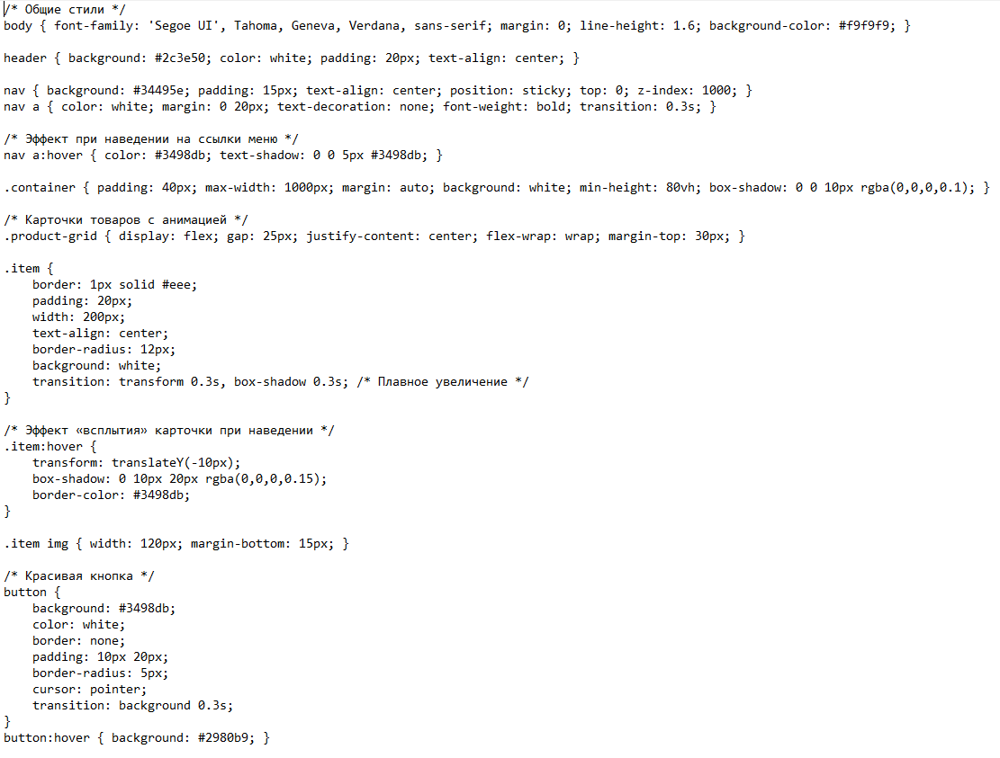 /* Общие стили */
body { font-family: 'Segoe UI', Tahoma, Geneva, Verdana, sans-serif; margin: 0; line-height: 1.6; background-color: #f9f9f9; }
header { background: #2c3e50; color: white; padding: 20px; text-align: center; }
nav { background: #34495e; padding: 15px; text-align: center; position: sticky; top: 0; z-index: 1000; }
nav a { color: white; margin: 0 20px; text-decoration: none; font-weight: bold; transition: 0.3s; }
/* Эффект при наведении на ссылки меню */
nav a:hover { color: #3498db; text-shadow: 0 0 5px #3498db; }
.container { padding: 40px; max-width: 1000px; margin: auto; background: white; min-height: 80vh; box-shadow: 0 0 10px rgba(0,0,0,0.1); }
/* Карточки товаров с анимацией */
.product-grid { display: flex; gap: 25px; justify-content: center; flex-wrap: wrap; margin-top: 30px; }
.item {
    border: 1px solid #eee;
    padding: 20px;
    width: 200px;
    text-align: center;
    border-radius: 12px;
    background: white;
    transition: transform 0.3s, box-shadow 0.3s; /* Плавное увеличение */
}
/* Эффект «всплытия» карточки при наведении */
.item:hover {
    transform: translateY(-10px);
    box-shadow: 0 10px 20px rgba(0,0,0,0.15);
    border-color: #3498db;
}
.item img { width: 120px; margin-bottom: 15px; }
/* Красивая кнопка */
button {
    background: #3498db;
    color: white;
    border: none;
    padding: 10px 20px;
    border-radius: 5px;
    cursor: pointer;
    transition: background 0.3s;
}
button:hover { background: #2980b9; }